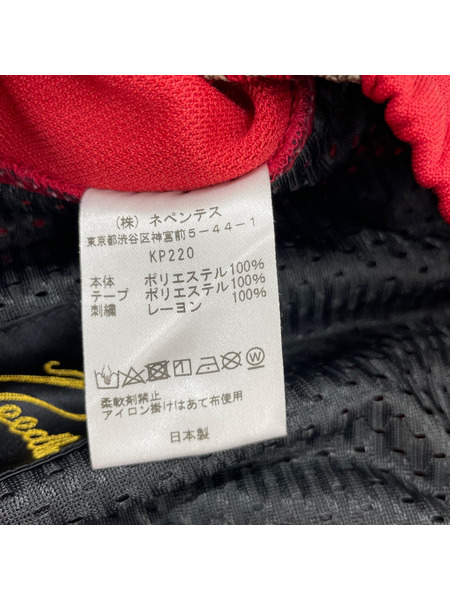 (株) ネペンテス
東京都渋谷区神宮前5-44-1
KP220
本体 ポリエステル100%
テープ ポリエステル100%
刺繍 レーヨン 100%
柔軟剤禁止
アイロン掛けはあて布使用
日本製